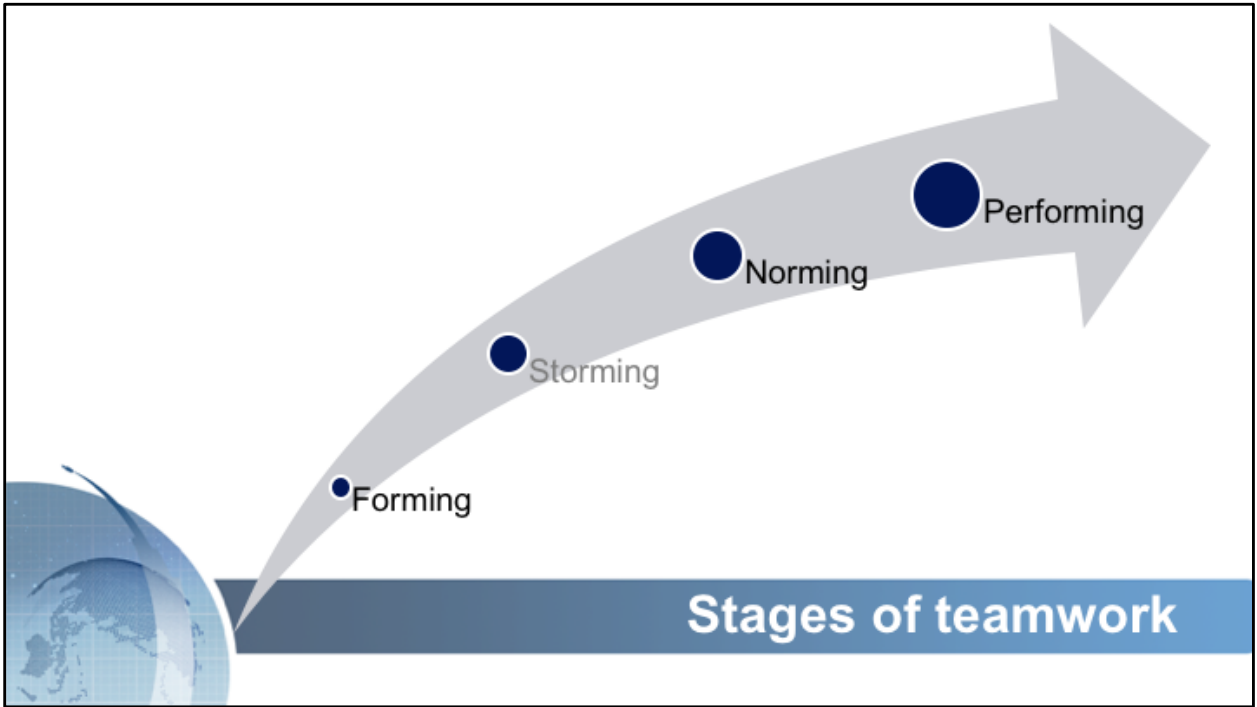 Performing
Norming
Storming
Forming
Stages of teamwork